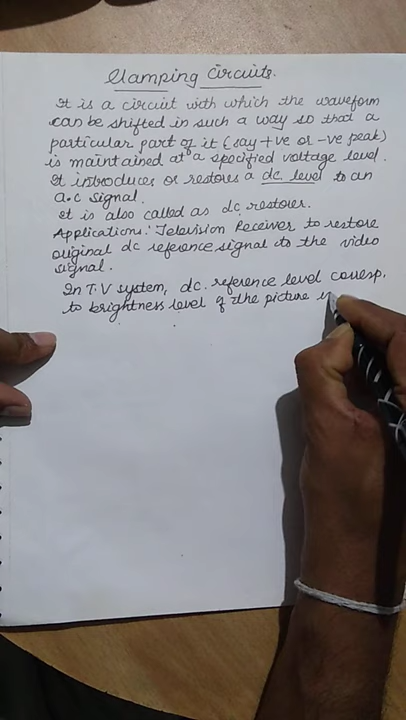 Clamping Circuits.
It is a circuit with which the waveform
can be shifted in such a way so that a
particular part of it (say +ve or -ve peak)
is maintained at a specified voltage level.
It introduces or restores a dc level to an
a.c signal.
It is also called as dc restorer.
Applications: Television Receiver to restore
original dc reference signal to the video
signal.
In T.V system, dc. reference level corresp.
to brightness level of the picture i